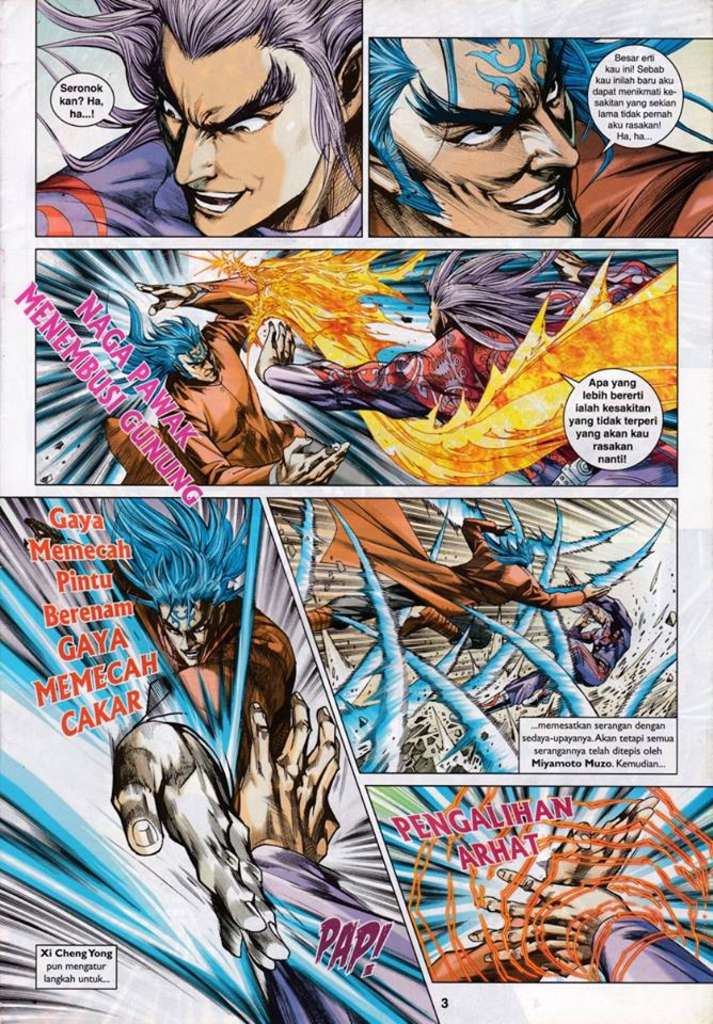 Seronok
kan? Ha,
ha...!
Besar erti
kau ini! Sebab
kau inilah baru aku
dapat menikmati ke-
sakitan yang sekian
lama tidak pernah
aku rasakan!
Ha, ha...
NAGA PAWAK
MENEMBUSI GUNUNG
Apa yang
lebih bererti
ialah kesakitan
yang tidak terperi
yang akan kau
rasakan
nanti!
Gaya
Memecah
Pintu
Berenam
GAYA
MEMECAH
CAKAR
...memesatkan serangan dengan
sedaya-upayanya. Akan tetapi semua
serangannya telah ditepis oleh
Miyamoto Muzo. Kemudian...
PENGALIHAN
ARHAT
PAP!
Xi Cheng Yong
pun mengatur
langkah untuk...
3